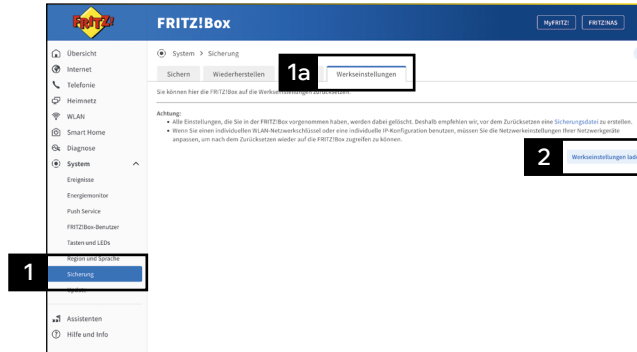 FRITZ!
FRITZ!Box
MyFRITZ!
FRITZ!NAS
Übersicht
Internet
Telefonie
Heimnetz
WLAN
Smart Home
Diagnose
System
Ereignisse
Energiemonitor
Push Service
FRITZ!Box-Benutzer
Tasten und LEDs
Region und Sprache
1
Sicherung
Update
Assistenten
Hilfe und Info
System > Sicherung
Sichern
Wiederherstellen
1a
Werkseinstellungen
Sie können hier die FRITZ!Box auf die Werkseinstellungen zurücksetzen.
Achtung:
• Alle Einstellungen, die Sie in der FRITZ!Box vorgenommen haben, werden dabei gelöscht. Deshalb empfehlen wir, vor dem Zurücksetzen eine Sicherungsdatei zu erstellen.
• Wenn Sie einen individuellen WLAN-Netzwerkschlüssel oder eine individuelle IP-Konfiguration benutzen, müssen Sie die Netzwerkeinstellungen Ihrer Netzwerkgeräte
anpassen, um nach dem Zurücksetzen wieder auf die FRITZ!Box zugreifen zu können.
2
Werkseinstellungen lade